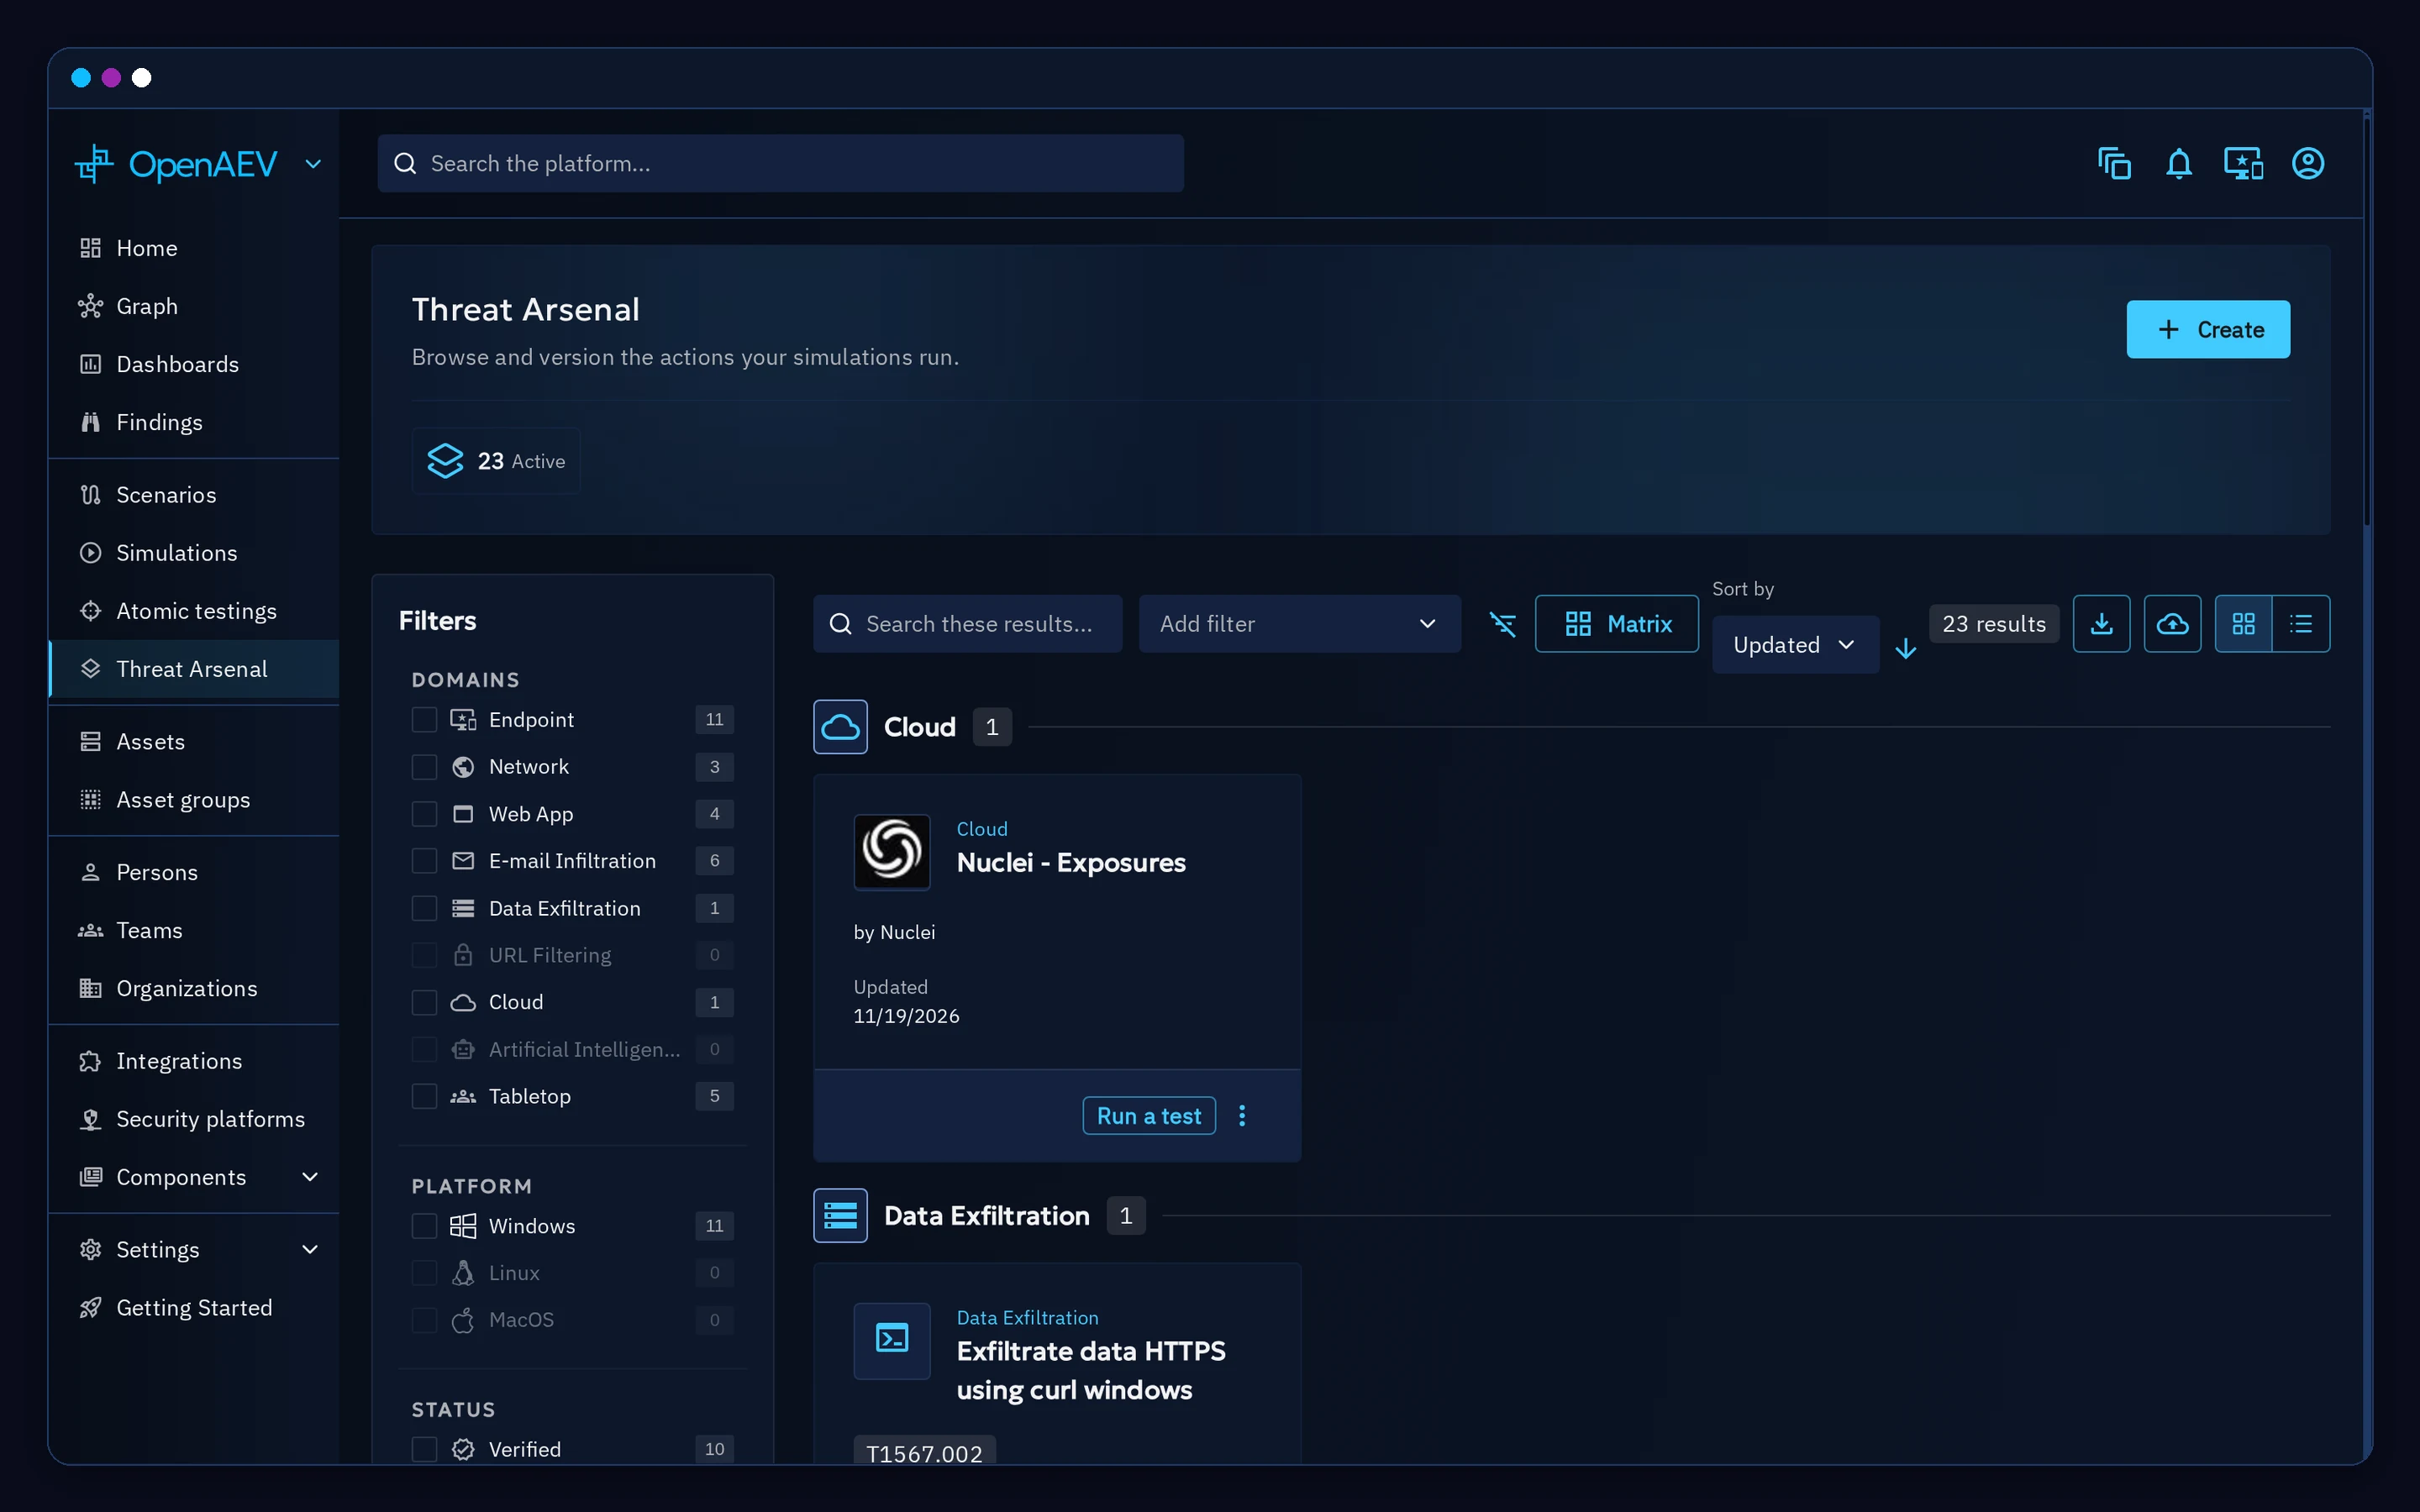 OpenAEV
Search the platform...
Home
Graph
Dashboards
Findings
Scenarios
Simulations
Atomic testings
Threat Arsenal
Assets
Asset groups
Persons
Teams
Organizations
Integrations
Security platforms
Components
Settings
Getting Started
Threat Arsenal
Browse and version the actions your simulations run.
Create
23 Active
Filters
DOMAINS
Endpoint 11
Network 3
Web App 4
E-mail Infiltration 6
Data Exfiltration 1
URL Filtering 0
Cloud 1
Artificial Intelligen... 0
Tabletop 5
PLATFORM
Windows 11
Linux 0
MacOS 0
STATUS
Verified 10
Search these results...
Add filter
Matrix
Sort by
Updated
23 results
Cloud 1
Cloud
Nuclei - Exposures
by Nuclei
Updated
11/19/2026
Run a test
Data Exfiltration 1
Data Exfiltration
Exfiltrate data HTTPS
using curl windows
T1567.002